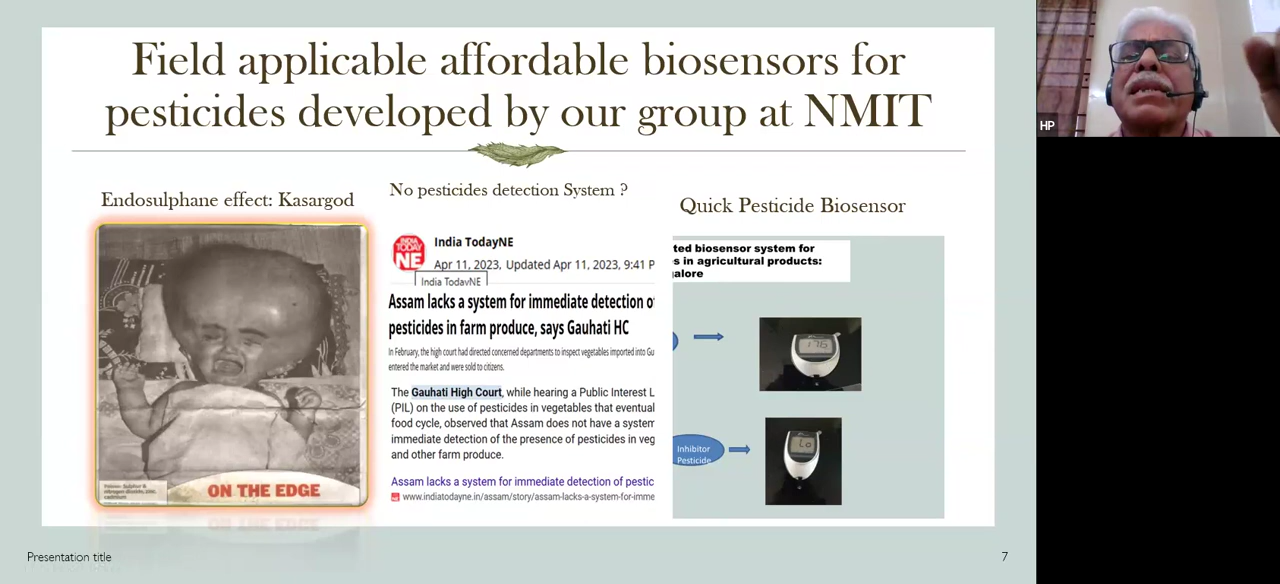 Field applicable affordable biosensors for
pesticides developed by our group at NMIT
Endosulphane effect: Kasargod
ON THE EDGE
No pesticides detection System ?
INDIA
TODAY
NE
India TodayNE
Apr 11, 2023, Updated Apr 11, 2023, 9:41 P
India TodayNE
Assam lacks a system for immediate detection o
pesticides in farm produce, says Gauhati HC
In February, the high court had directed concerned departments to inspect vegetables imported into Gu
entered the market and were sold to citizens.
The Gauhati High Court, while hearing a Public Interest L
(PIL) on the use of pesticides in vegetables that eventual
food cycle, observed that Assam does not have a system
immediate detection of the presence of pesticides in veg
and other farm produce.
Assam lacks a system for immediate detection of pestic
www.indiatodayne.in/assam/story/assam-lacks-a-system-for-imme
Quick Pesticide Biosensor
ted biosensor system for
s in agricultural products:
galore
176
Inhibitor
Pesticide
Lo
Presentation title
7
HP